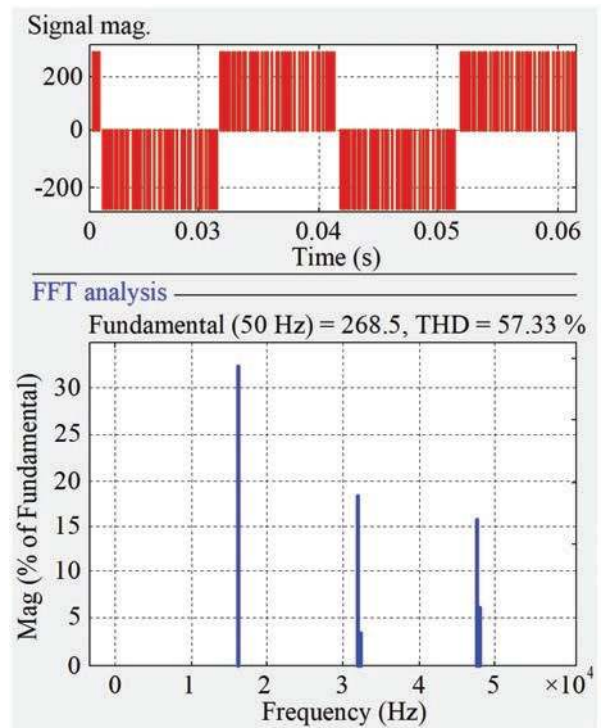 Signal mag.
200
0
-200
0 0.03 0.04 0.05 0.06
Time (s)
FFT analysis
Fundamental (50 Hz) = 268.5, THD = 57.33 %
Mag (% of Fundamental)
30
25
20
15
10
5
0
0 1 2 3 4 5 ×10⁴
Frequency (Hz)